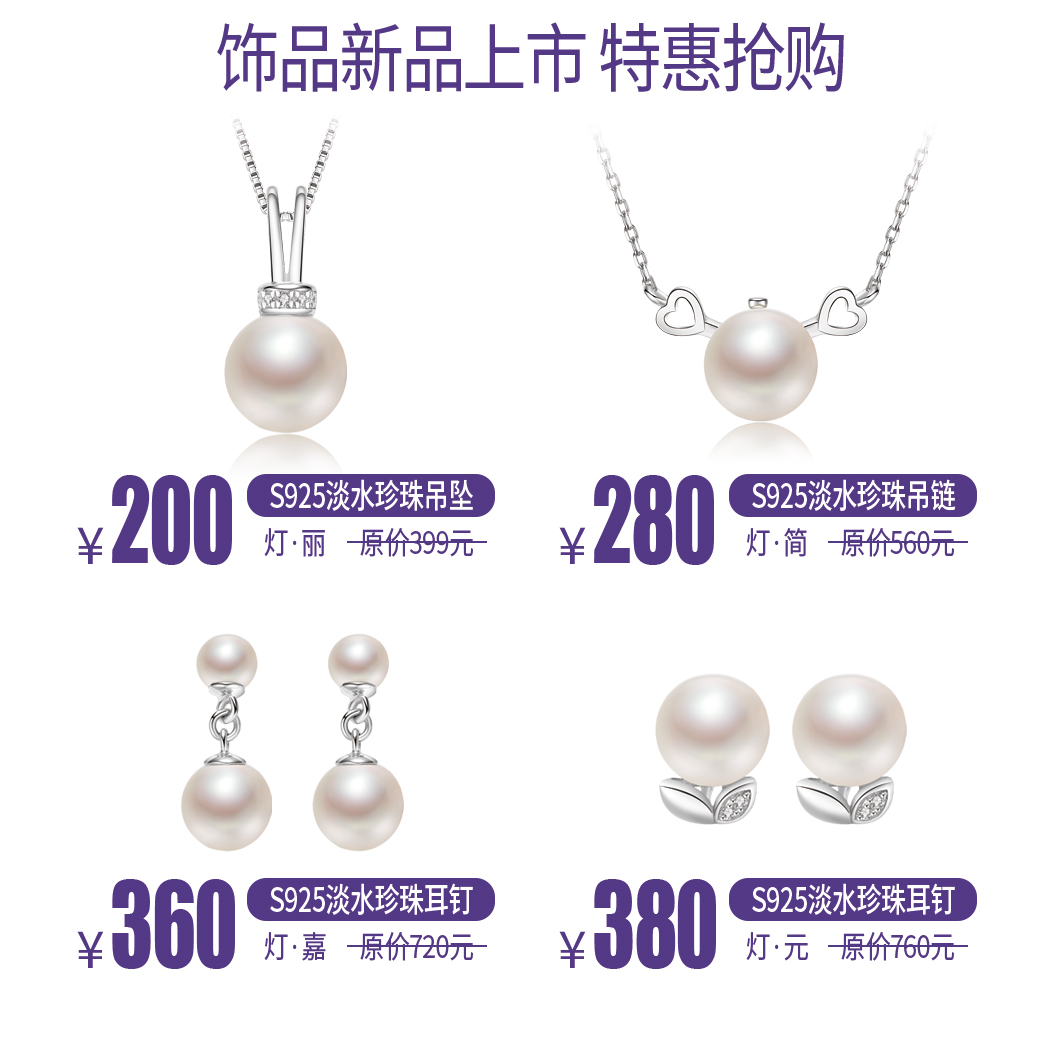 饰品新品上市 特惠抢购
¥200 S925淡水珍珠吊坠
灯·丽 原价399元
¥280 S925淡水珍珠吊链
灯·简 原价560元
¥360 S925淡水珍珠耳钉
灯·嘉 原价720元
¥380 S925淡水珍珠耳钉
灯·元 原价760元